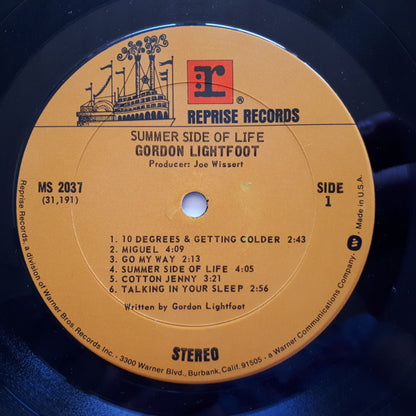 r
®
REPRISE RECORDS
SUMMER SIDE OF LIFE
GORDON LIGHTFOOT
Producer: Joe Wissert
MS 2037
(31,191)
SIDE
1
1. 10 DEGREES & GETTING COLDER 2:43
2. MIGUEL 4:09
3. GO MY WAY 2:13
4. SUMMER SIDE OF LIFE 4:05
5. COTTON JENNY 3:21
6. TALKING IN YOUR SLEEP 2:56
Written by Gordon Lightfoot
STEREO
Reprise Records, a division of Warner Bros. Records Inc. · 3300 Warner Blvd., Burbank, Calif. 91505 · a Warner Communications Company. W · Made in U.S.A.